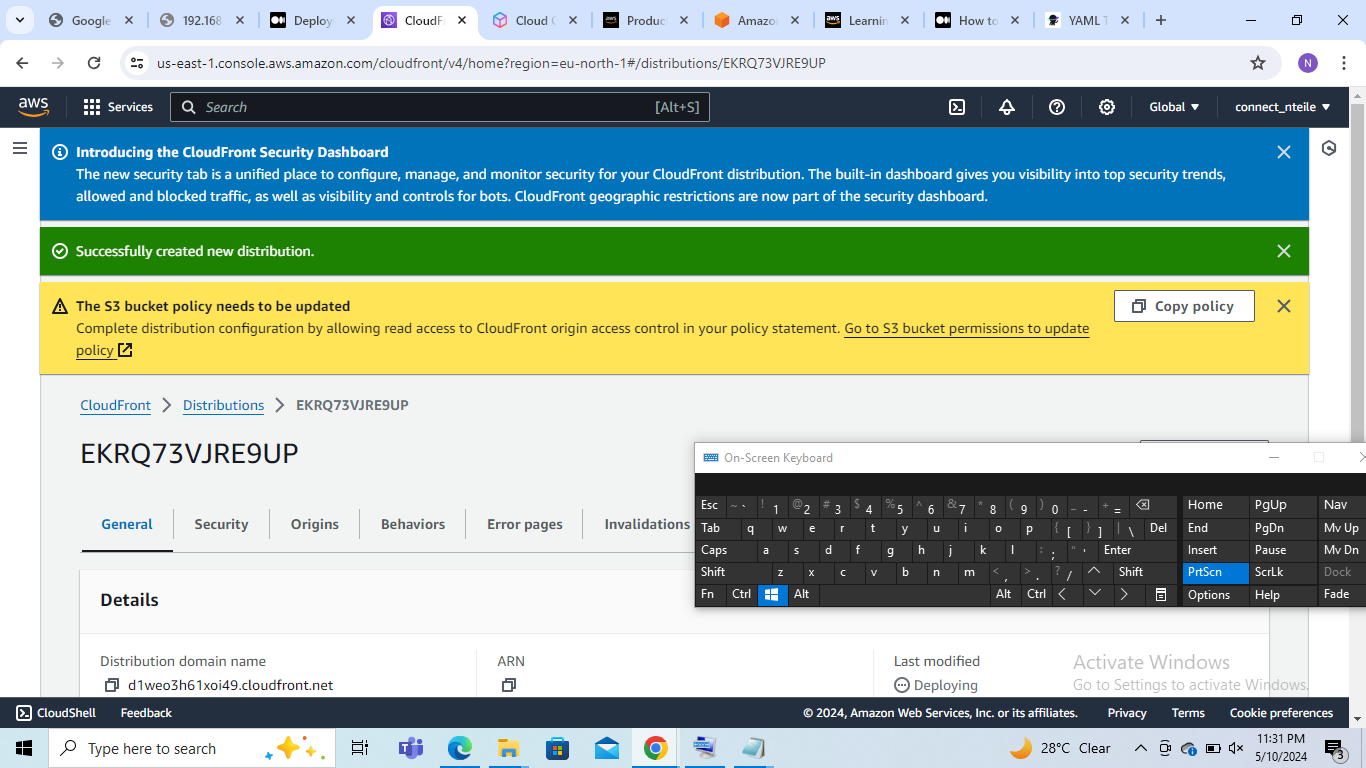 Google
192.168
Deploy
CloudF
Cloud C
Produc
Amazo
Learnin
How to
YAML T
us-east-1.console.aws.amazon.com/cloudfront/v4/home?region=eu-north-1#/distributions/EKRQ73VJRE9UP
N
aws
Services
Search
[Alt+S]
Global
connect_nteile
Introducing the CloudFront Security Dashboard
The new security tab is a unified place to configure, manage, and monitor security for your CloudFront distribution. The built-in dashboard gives you visibility into top security trends,
allowed and blocked traffic, as well as visibility and controls for bots. CloudFront geographic restrictions are now part of the security dashboard.
Successfully created new distribution.
The S3 bucket policy needs to be updated
Complete distribution configuration by allowing read access to CloudFront origin access control in your policy statement. Go to S3 bucket permissions to update
policy
Copy policy
CloudFront
Distributions
EKRQ73VJRE9UP
EKRQ73VJRE9UP
General
Security
Origins
Behaviors
Error pages
Invalidations
Details
Distribution domain name
d1weo3h61xoi49.cloudfront.net
ARN
Last modified
Deploying
On-Screen Keyboard
Esc ~ ` ! 1 @ 2 # 3 $ 4 % 5 ^ 6 & 7 * 8 ( 9 ) 0 _ - + = Home PgUp Nav
Tab q w e r t y u i o p { [ } ] | \ Del End PgDn Mv Up
Caps a s d f g h j k l : ; " ' Enter Insert Pause Mv Dn
Shift z x c v b n m < , > . ? / Shift PrtScn ScrLk Dock
Fn Ctrl Alt Alt Ctrl Options Help Fade
Activate Windows
Go to Settings to activate Windows.
CloudShell
Feedback
© 2024, Amazon Web Services, Inc. or its affiliates.
Privacy
Terms
Cookie preferences
Type here to search
28°C Clear
11:31 PM
5/10/2024
3